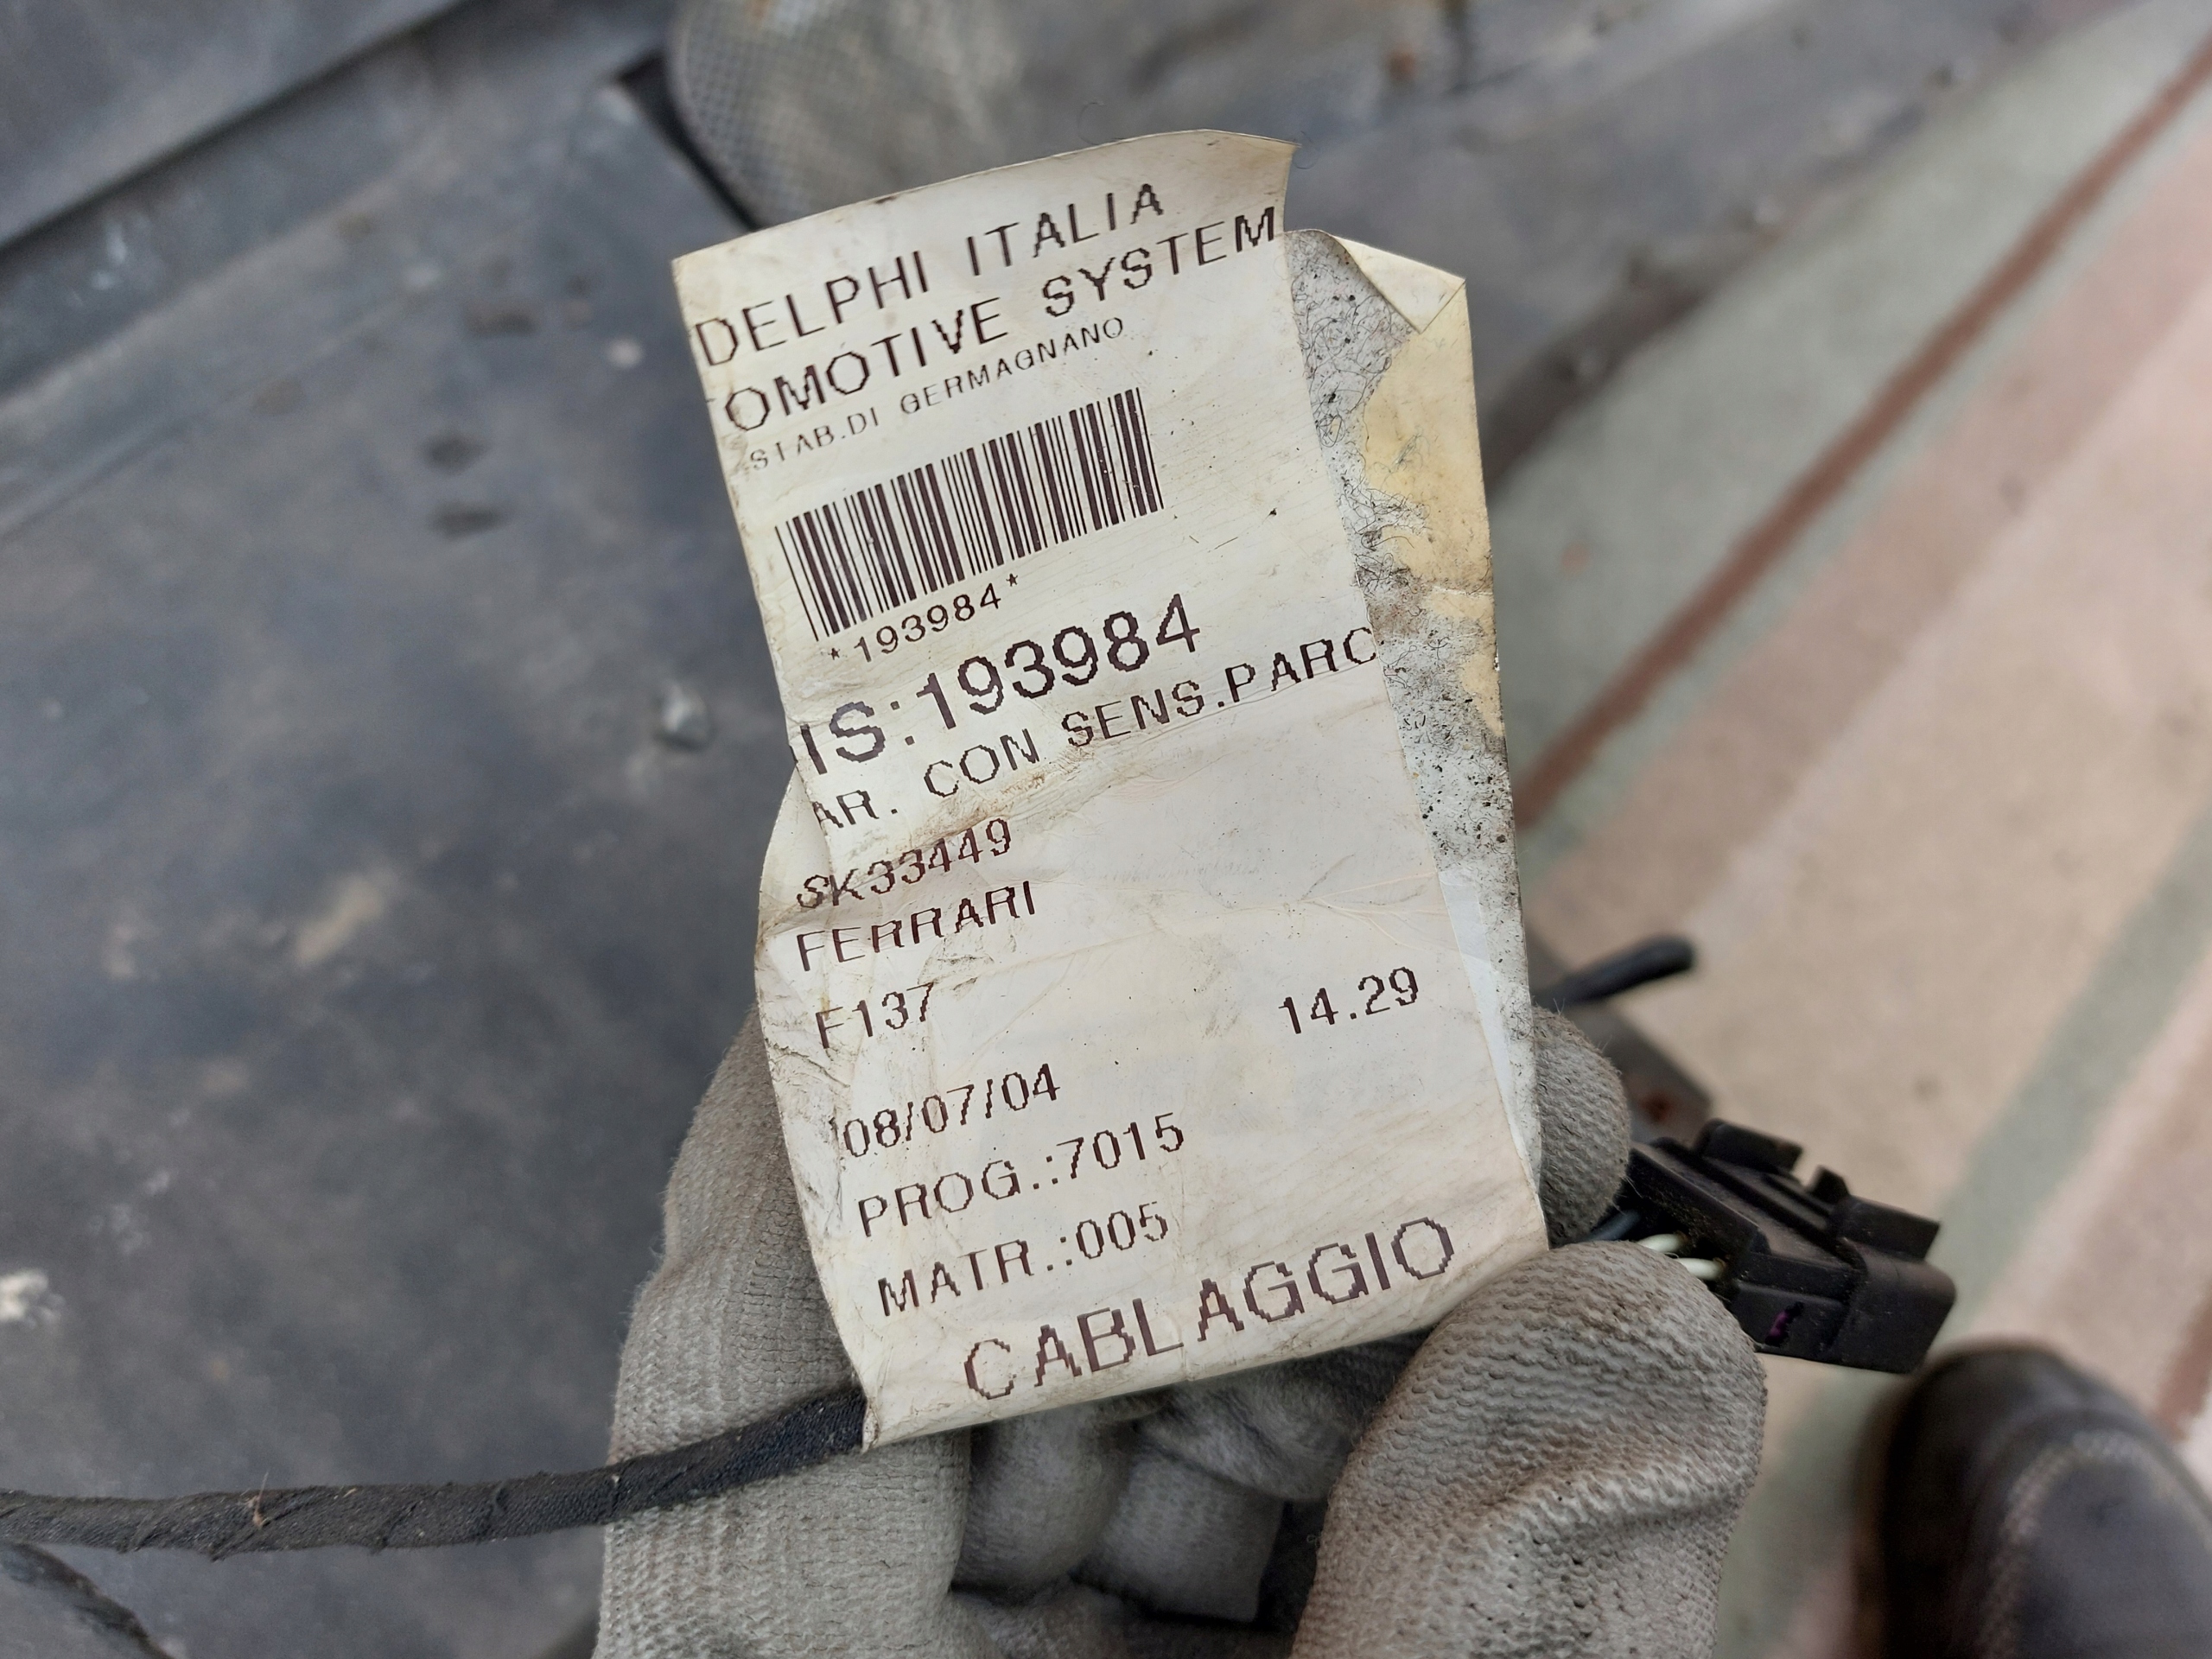 DELPHI ITALIA
OMOTIVE SYSTEM
STAB.DI GERMAGNANO
*193984*
IS:193984
AR. CON SENS.PARC
SK33449
FERRARI
F137 14.29
08/07/04
PROG.:7015
MATR.:005
CABLAGGIO